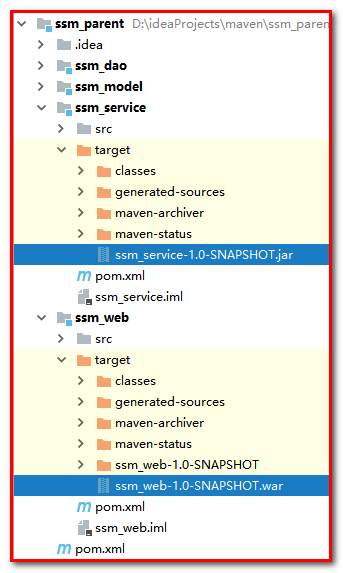 ssm_parent D:\ideaProjects\maven\ssm_paren
.idea
ssm_dao
ssm_model
ssm_service
src
target
classes
generated-sources
maven-archiver
maven-status
ssm_service-1.0-SNAPSHOT.jar
pom.xml
ssm_service.iml
ssm_web
src
target
classes
generated-sources
maven-archiver
maven-status
ssm_web-1.0-SNAPSHOT
ssm_web-1.0-SNAPSHOT.war
pom.xml
ssm_web.iml
pom.xml